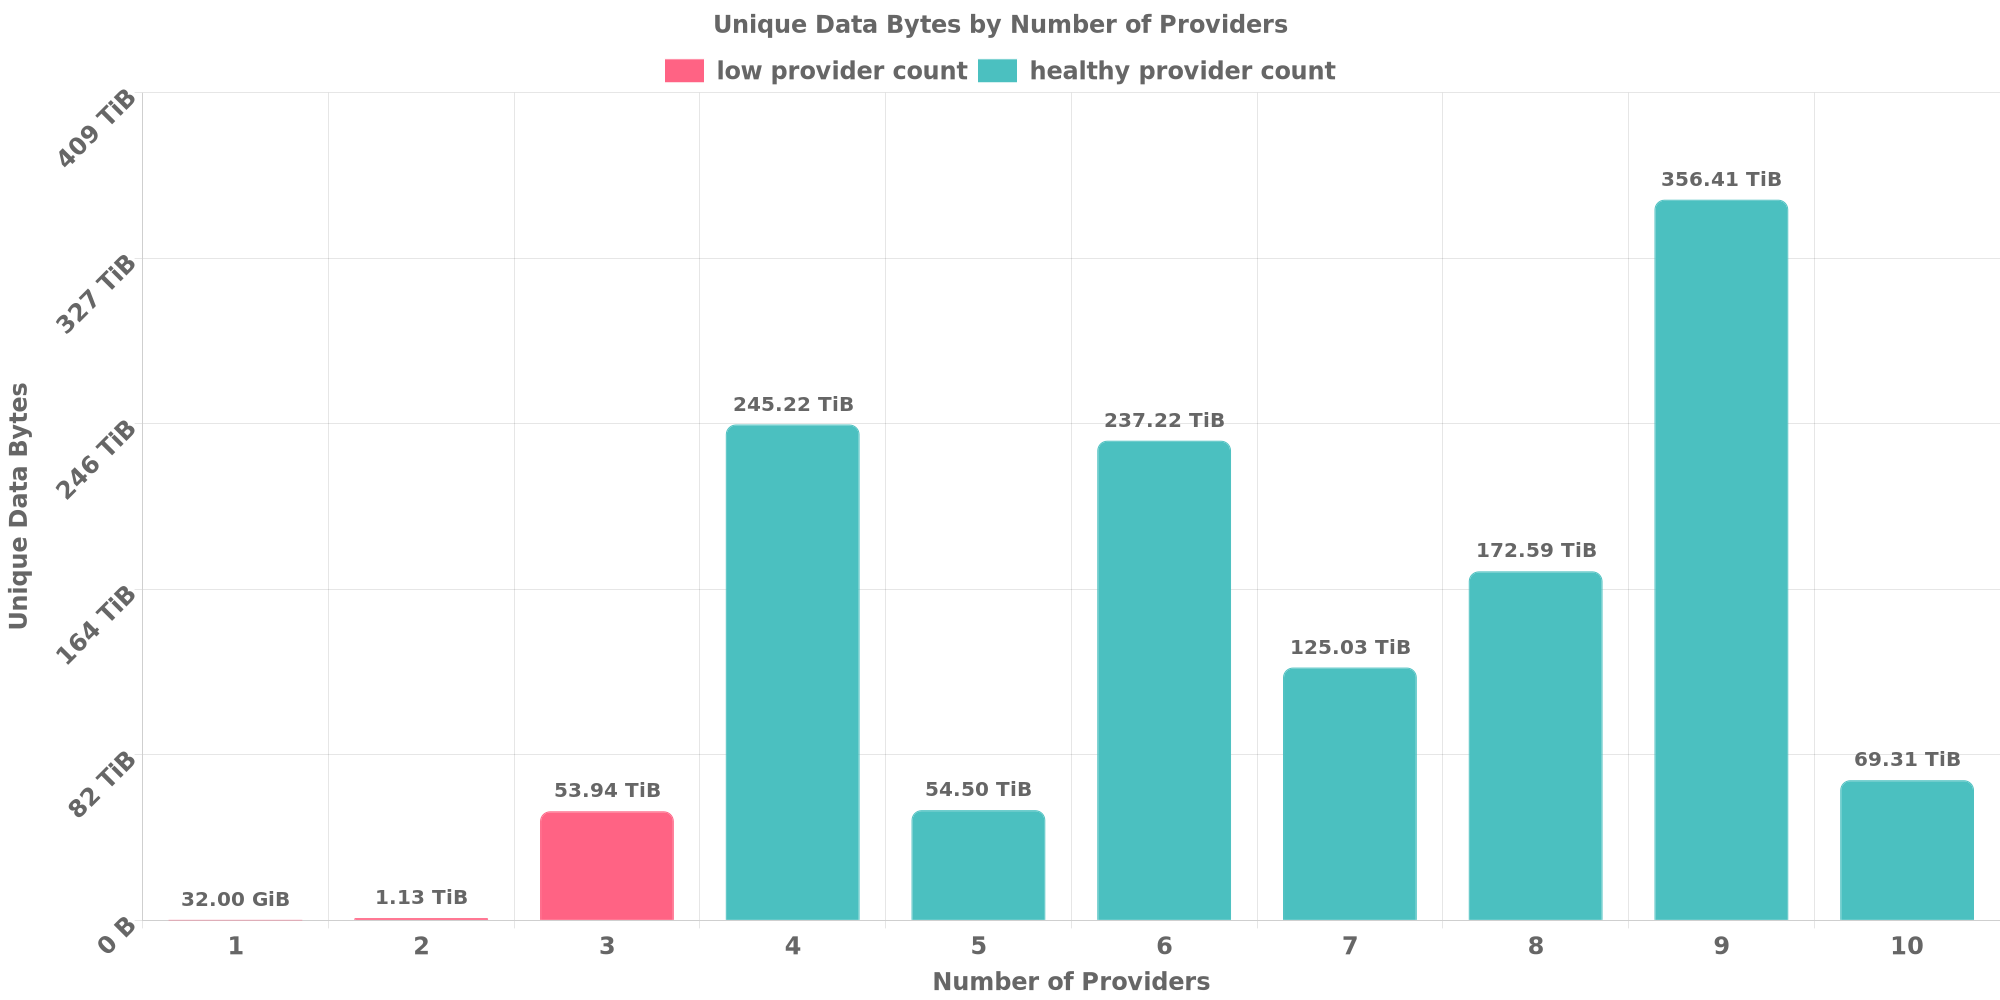 Unique Data Bytes by Number of Providers
low provider count healthy provider count
409 TiB
327 TiB
246 TiB
164 TiB
82 TiB
0 B
Unique Data Bytes
32.00 GiB
1.13 TiB
53.94 TiB
245.22 TiB
54.50 TiB
237.22 TiB
125.03 TiB
172.59 TiB
356.41 TiB
69.31 TiB
1 2 3 4 5 6 7 8 9 10
Number of Providers